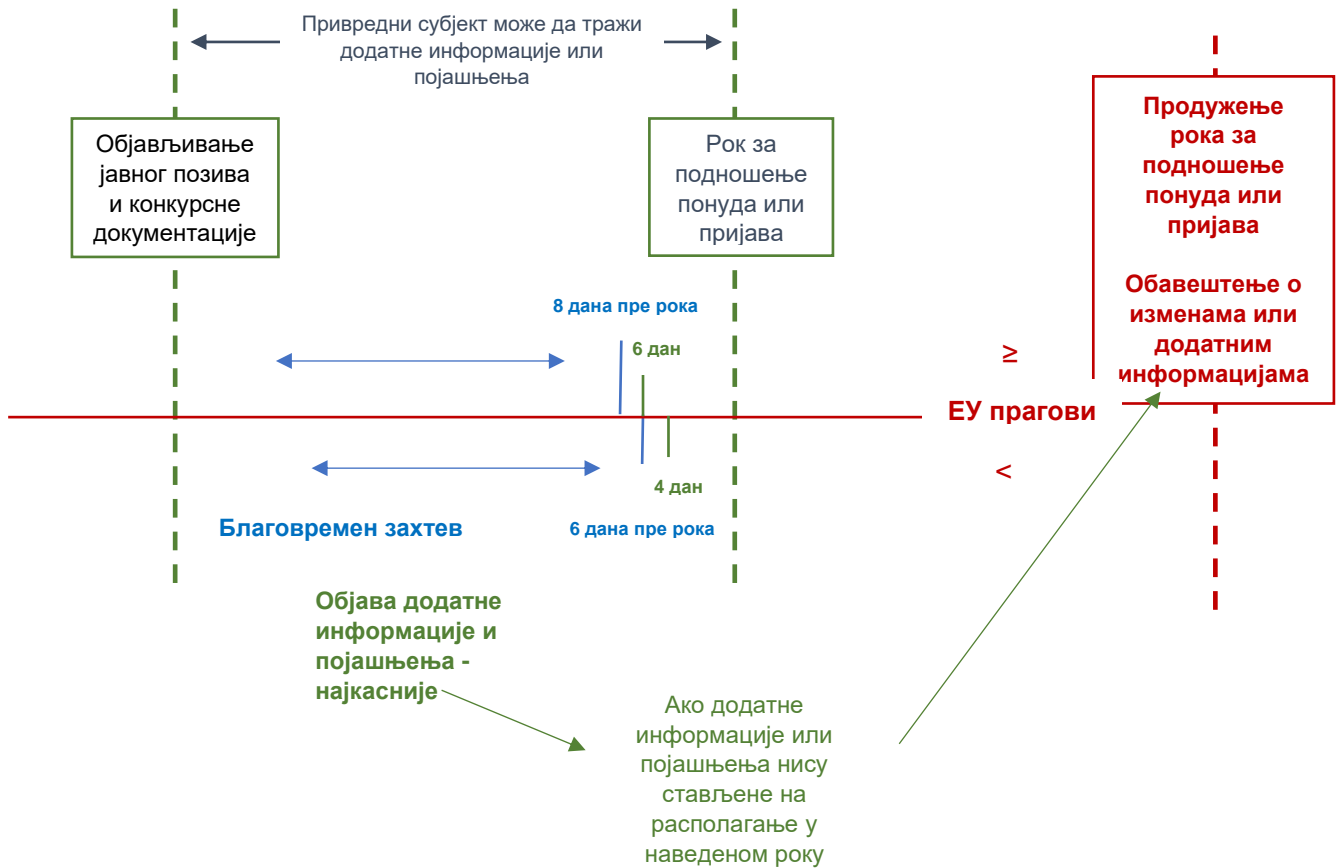 Привредни субјект може да тражи
додатне информације или
појашњења
Објављивање
јавног позива
и конкурсне
документације
Рок за
подношење
понуда или
пријава
Продужење
рока за
подношење
понуда или
пријава
Обавештење о
изменама или
додатним
информацијама
8 дана пре рока
6 дан
≥
ЕУ прагови
<
4 дан
Благовремен захтев
6 дана пре рока
Објава додатне
информације и
појашњења -
најкасније
Ако додатне
информације или
појашњења нису
стављене на
располагање у
наведеном року